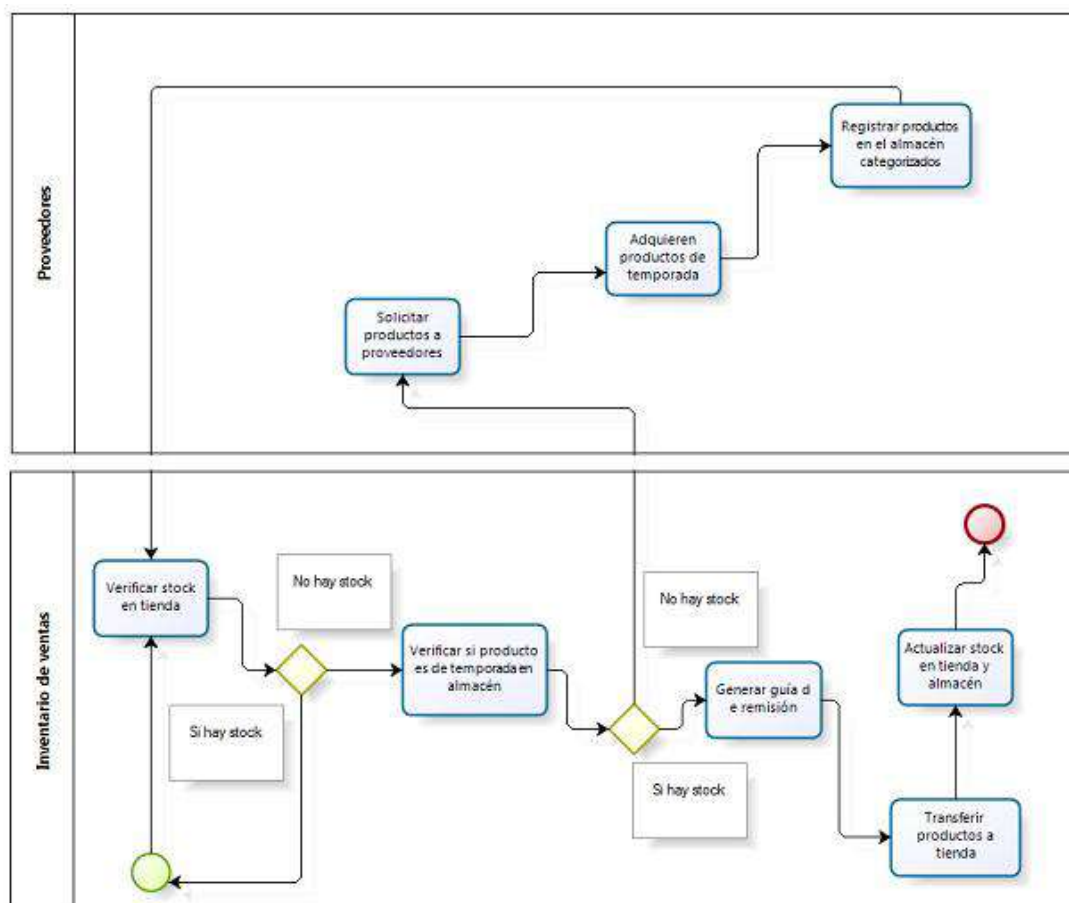 Proveedores
Registrar productos
en el almacén
categorizados
Adquieren
productos de
temporada
Solicitar
productos a
proveedores
Inventario de ventas
Verificar stock
en tienda
No hay stock
Si hay stock
Verificar si producto
es de temporada en
almacén
No hay stock
Si hay stock
Generar guía d
e remisión
Actualizar stock
en tienda y
almacén
Transferir
productos a
tienda